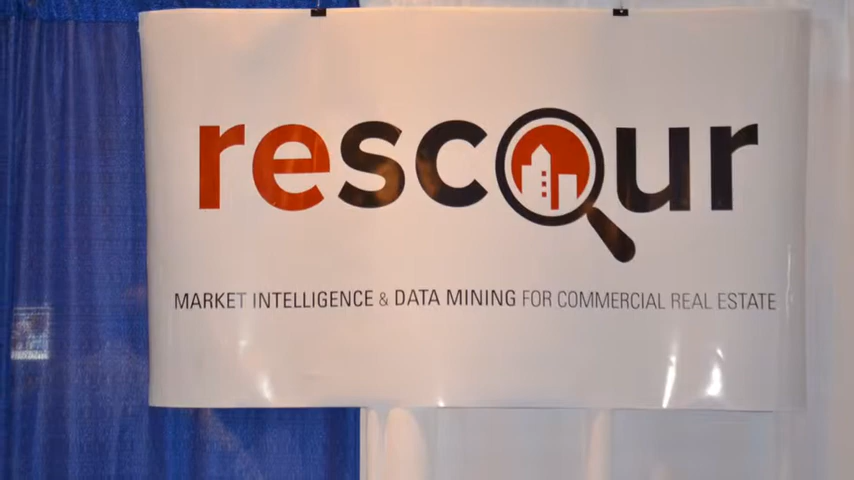 rescour
MARKET INTELLIGENCE & DATA MINING FOR COMMERCIAL REAL ESTATE